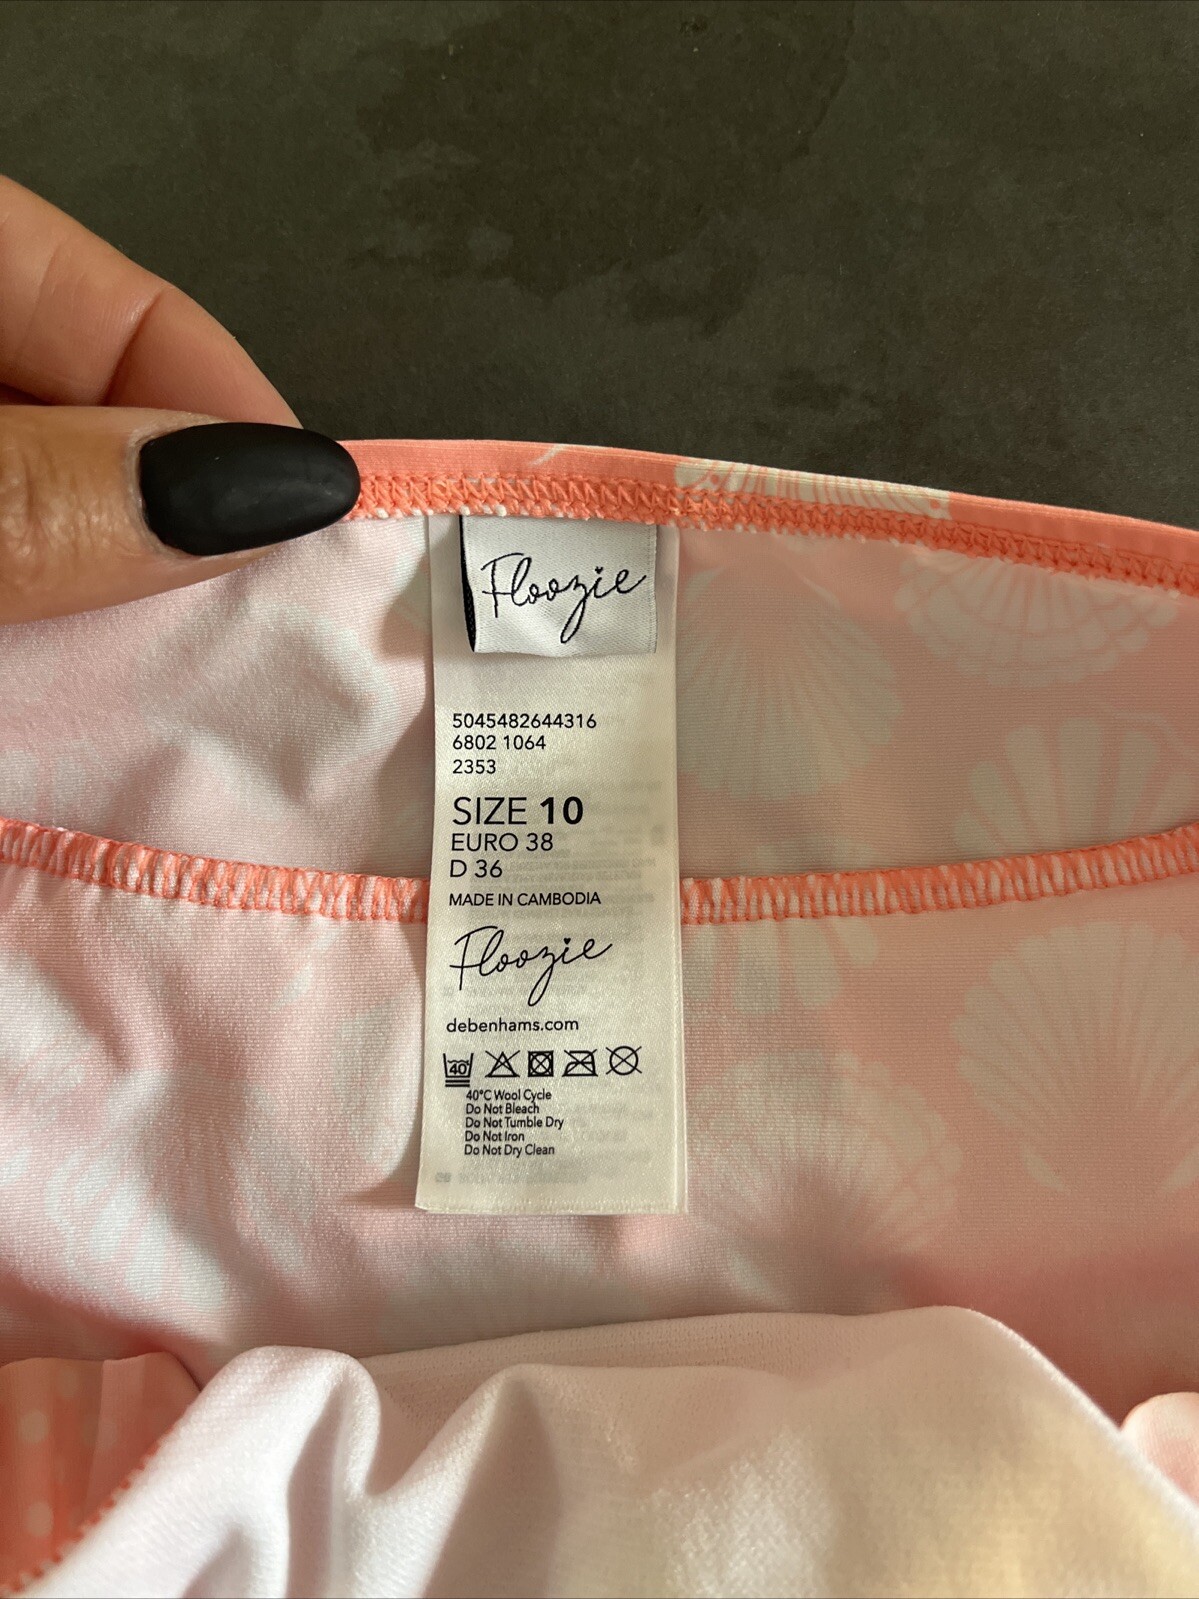 Floozie
5045482644316
6802 1064
2353
SIZE 10
EURO 38
D 36
MADE IN CAMBODIA
Floozie
debenhams.com
40
40°C Wool Cycle
Do Not Bleach
Do Not Tumble Dry
Do Not Iron
Do Not Dry Clean